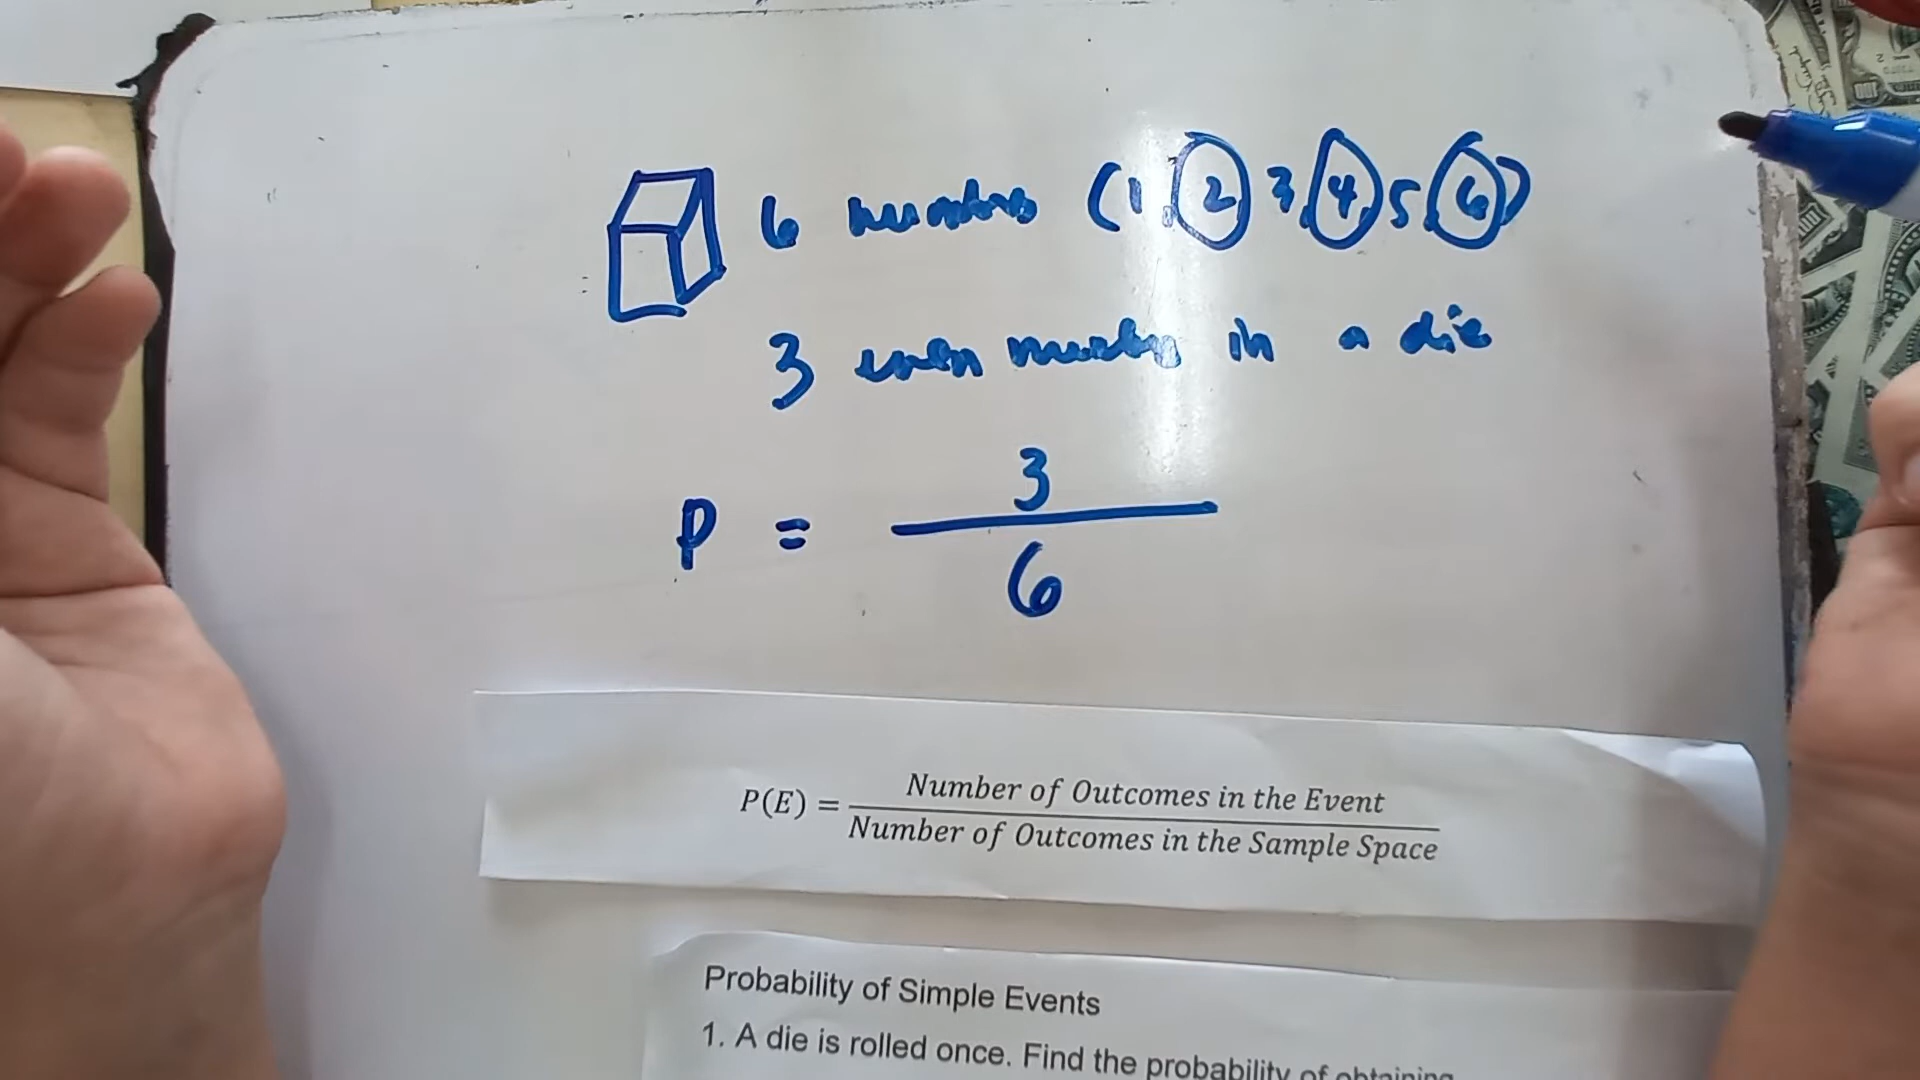 6 numbers (1, 2, 3, 4, 5, 6)
3 even numbers in a die
P = 3
6
P(E) = Number of Outcomes in the Event
Number of Outcomes in the Sample Space
Probability of Simple Events
1. A die is rolled once. Find the probability of obtaining